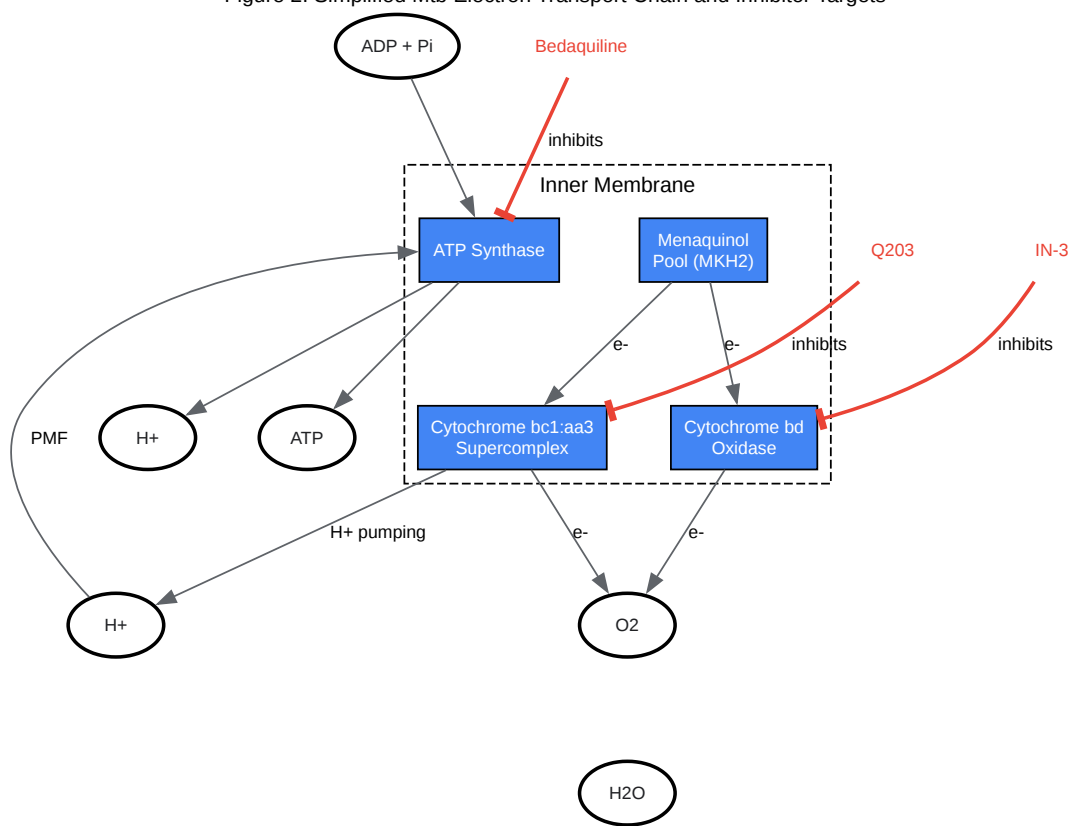 Figure 2. Simplified Mtb Electron Transport Chain and Inhibitor Targets
ADP + Pi
Bedaquiline
inhibits
Inner Membrane
ATP Synthase
Menaquinol
Pool (MKH2)
Q203
IN-3
e-
e-
inhibits
inhibits
PMF
H+
ATP
Cytochrome bc1:aa3
Supercomplex
Cytochrome bd
Oxidase
H+ pumping
e-
e-
H+
O2
H2O